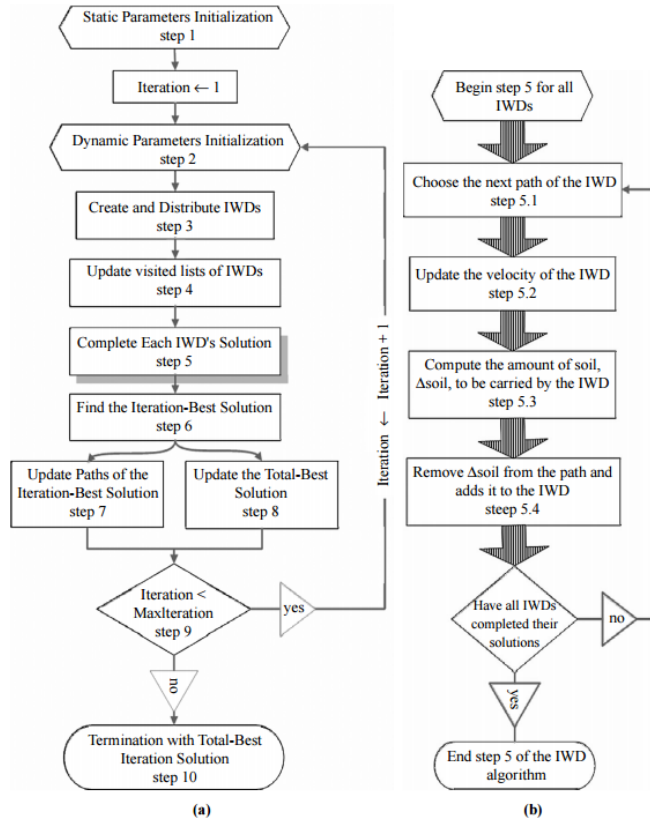 Static Parameters Initialization
step 1
Iteration ← 1
Dynamic Parameters Initialization
step 2
Create and Distribute IWDs
step 3
Update visited lists of IWDs
step 4
Complete Each IWD's Solution
step 5
Find the Iteration-Best Solution
step 6
Update Paths of the
Iteration-Best Solution
step 7
Update the Total-Best
Solution
step 8
Iteration <
MaxIteration
step 9
yes
Iteration ← Iteration + 1
no
Termination with Total-Best
Iteration Solution
step 10
(a)
Begin step 5 for all
IWDs
Choose the next path of the IWD
step 5.1
Update the velocity of the IWD
step 5.2
Compute the amount of soil,
Δsoil, to be carried by the IWD
step 5.3
Remove Δsoil from the path and
adds it to the IWD
steep 5.4
Have all IWDs
completed their
solutions
no
yes
End step 5 of the IWD
algorithm
(b)